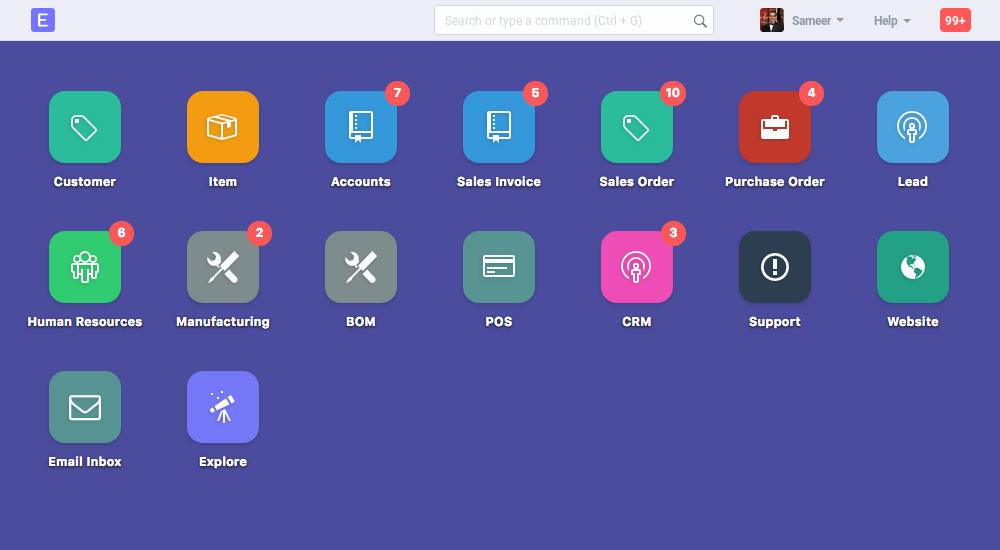 E
Search or type a command (Ctrl + G)
Sameer
Help
99+
7
5
10
4
Customer
Item
Accounts
Sales Invoice
Sales Order
Purchase Order
Lead
6
2
3
Human Resources
Manufacturing
BOM
POS
CRM
Support
Website
Email Inbox
Explore